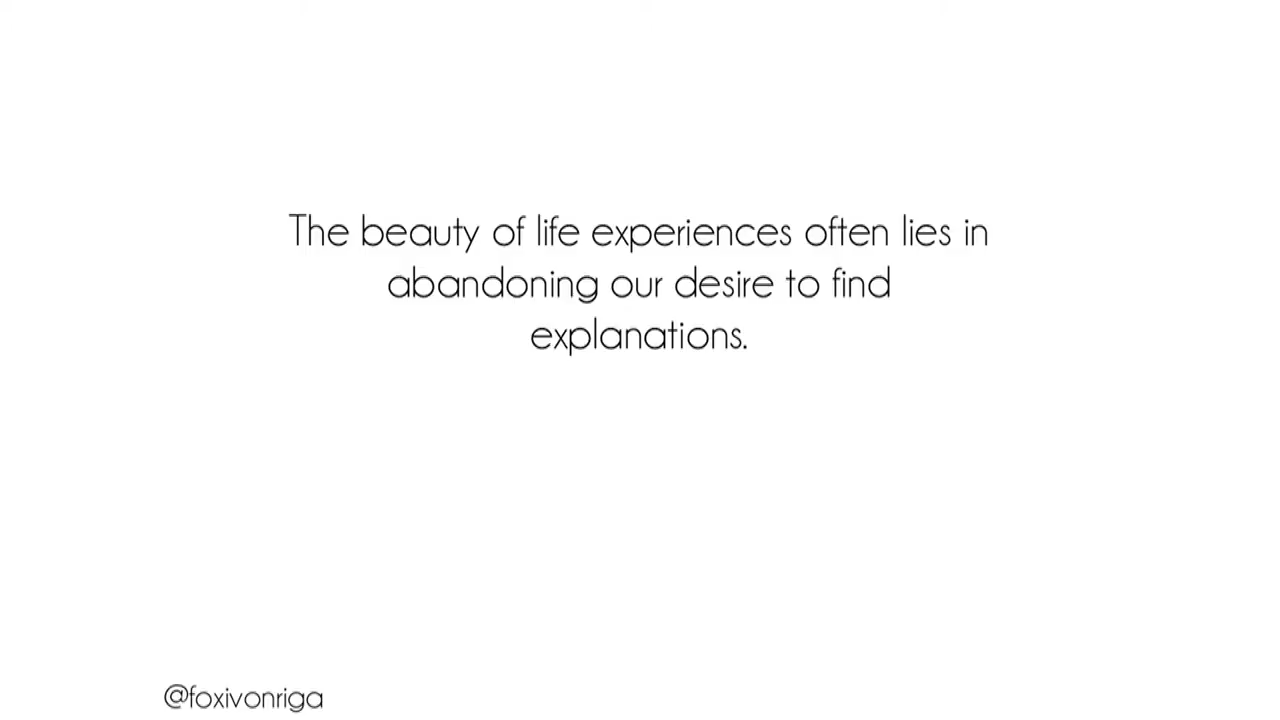 The beauty of life experiences often lies in
abandoning our desire to find
explanations.
@foxivonriga